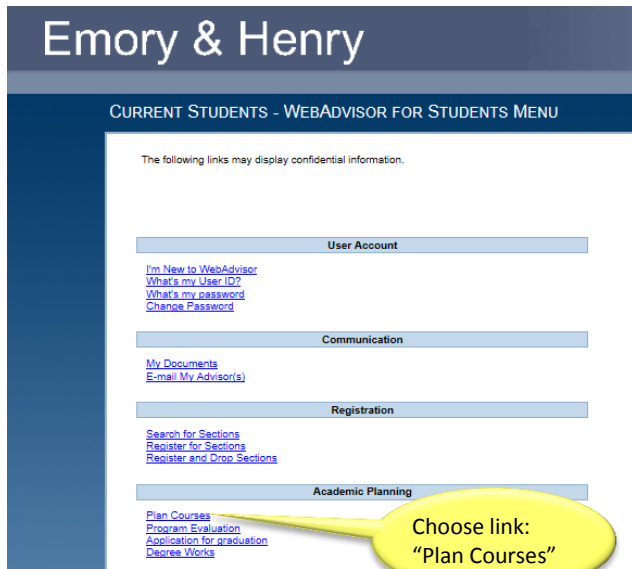 Emory & Henry
CURRENT STUDENTS - WEBADVISOR FOR STUDENTS MENU
The following links may display confidential information.
User Account
I'm New to WebAdvisor
What's my User ID?
What's my password
Change Password
Communication
My Documents
E-mail My Advisor(s)
Registration
Search for Sections
Register for Sections
Register and Drop Sections
Academic Planning
Plan Courses
Program Evaluation
Application for graduation
Degree Works
Choose link:
“Plan Courses”